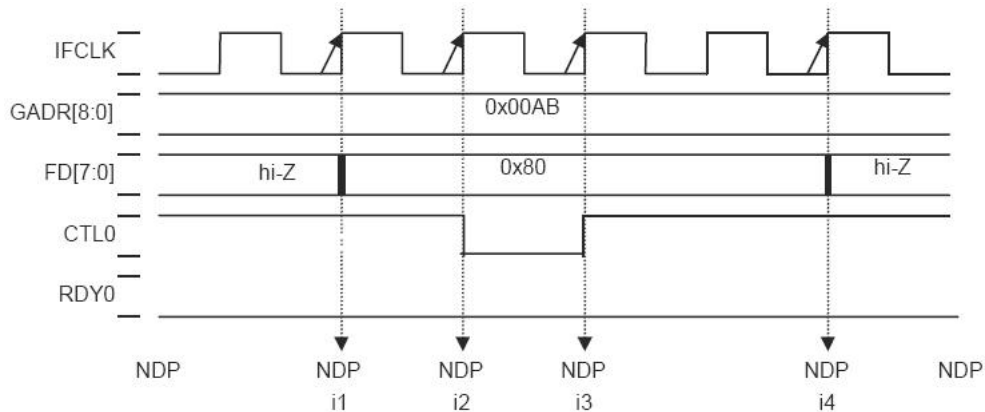 IFCLK
GADR[8:0]
0x00AB
FD[7:0]
hi-Z
0x80
hi-Z
CTL0
RDY0
NDP NDP NDP NDP NDP NDP
i1 i2 i3 i4